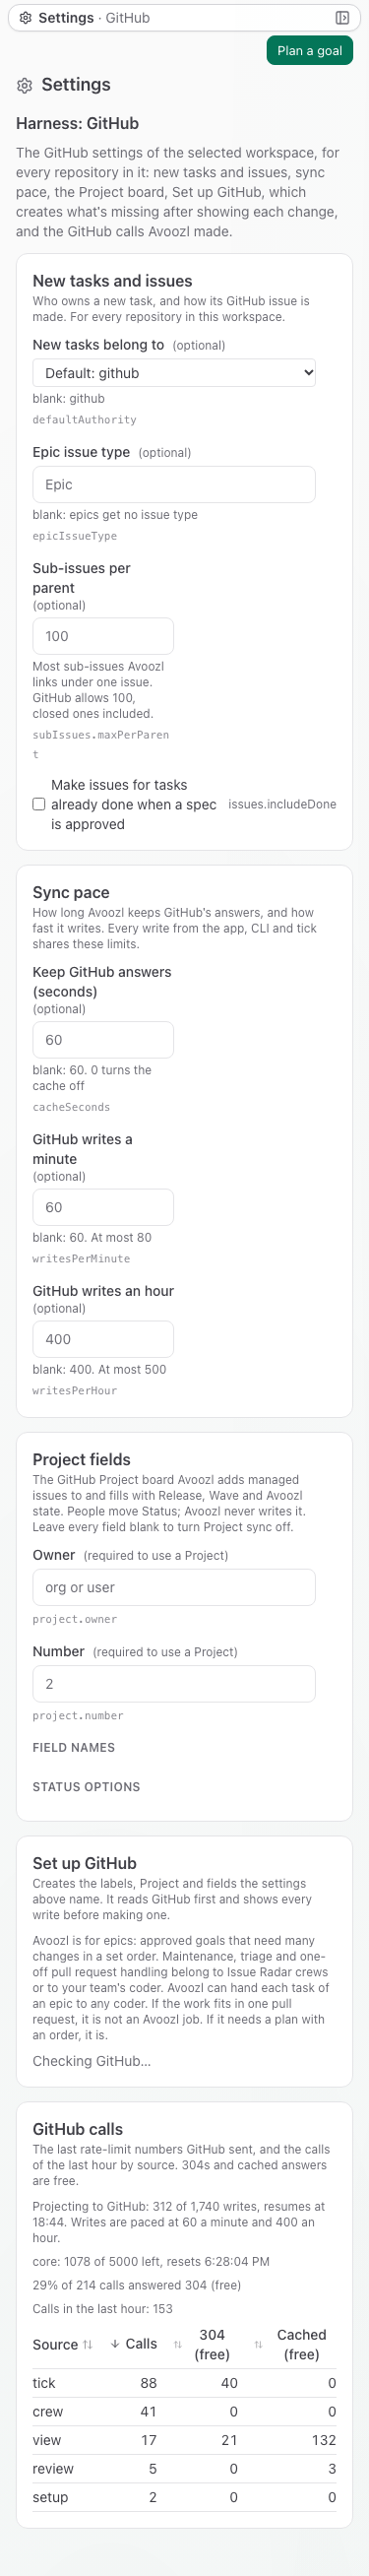 Settings · GitHub
Plan a goal
Settings
Harness: GitHub
The GitHub settings of the selected workspace, for
every repository in it: new tasks and issues, sync
pace, the Project board, Set up GitHub, which
creates what's missing after showing each change,
and the GitHub calls Avoozl made.
New tasks and issues
Who owns a new task, and how its GitHub issue is
made. For every repository in this workspace.
New tasks belong to (optional)
Default: github
blank: github
defaultAuthority
Epic issue type (optional)
Epic
blank: epics get no issue type
epicIssueType
Sub-issues per
parent
(optional)
100
Most sub-issues Avoozl
links under one issue.
GitHub allows 100,
closed ones included.
subIssues.maxPerParen
t
Make issues for tasks
already done when a spec issues.includeDone
is approved
Sync pace
How long Avoozl keeps GitHub's answers, and how
fast it writes. Every write from the app, CLI and tick
shares these limits.
Keep GitHub answers
(seconds)
(optional)
60
blank: 60. 0 turns the
cache off
cacheSeconds
GitHub writes a
minute
(optional)
60
blank: 60. At most 80
writesPerMinute
GitHub writes an hour
(optional)
400
blank: 400. At most 500
writesPerHour
Project fields
The GitHub Project board Avoozl adds managed
issues to and fills with Release, Wave and Avoozl
state. People move Status; Avoozl never writes it.
Leave every field blank to turn Project sync off.
Owner (required to use a Project)
org or user
project.owner
Number (required to use a Project)
2
project.number
FIELD NAMES
STATUS OPTIONS
Set up GitHub
Creates the labels, Project and fields the settings
above name. It reads GitHub first and shows every
write before making one.
Avoozl is for epics: approved goals that need many
changes in a set order. Maintenance, triage and one-
off pull request handling belong to Issue Radar crews
or to your team's coder. Avoozl can hand each task of
an epic to any coder. If the work fits in one pull
request, it is not an Avoozl job. If it needs a plan with
an order, it is.
Checking GitHub…
GitHub calls
The last rate-limit numbers GitHub sent, and the calls
of the last hour by source. 304s and cached answers
are free.
Projecting to GitHub: 312 of 1,740 writes, resumes at
18:44. Writes are paced at 60 a minute and 400 an
hour.
core: 1078 of 5000 left, resets 6:28:04 PM
29% of 214 calls answered 304 (free)
Calls in the last hour: 153
Source ↑↓ ↓ Calls ↑↓ 304 (free) ↑↓ Cached (free)
tick 88 40 0
crew 41 0 0
view 17 21 132
review 5 0 3
setup 2 0 0